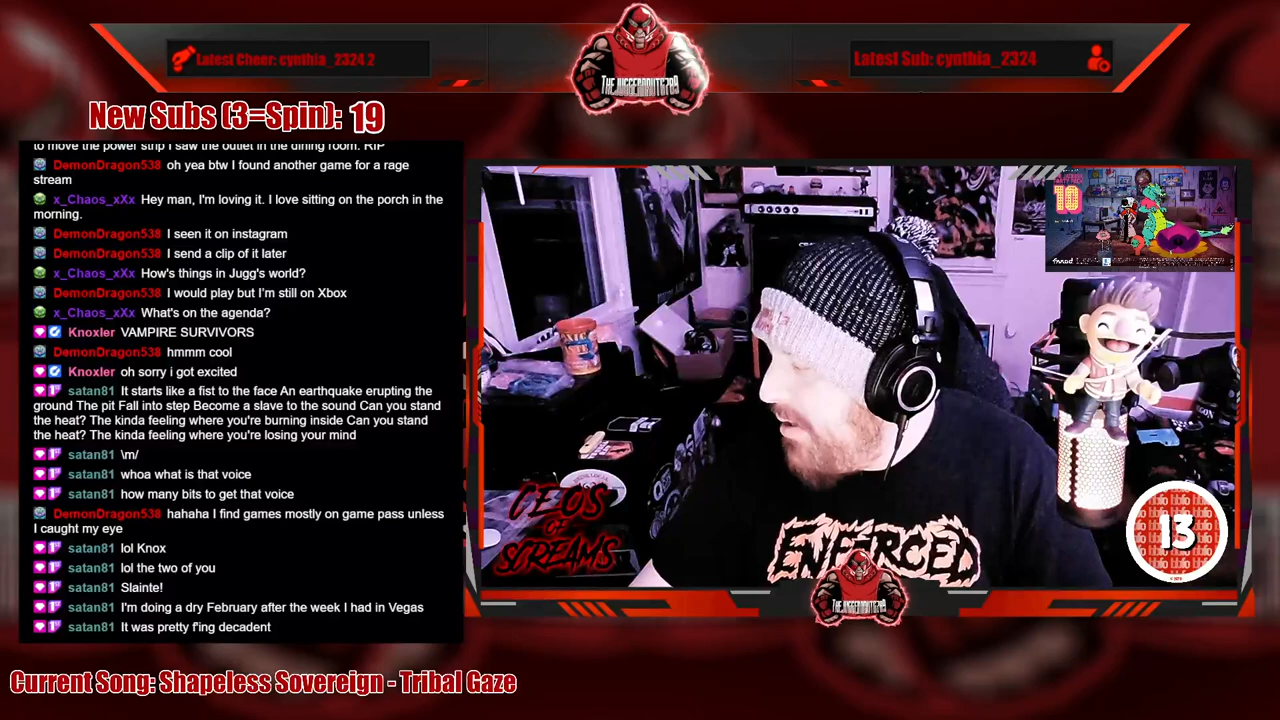 Latest Cheer: cynthia_2324 2
THEJUGGERNAUT6789
Latest Sub: cynthia_2324
New Subs (3=Spin): 19
to move the power strip I saw the outlet in the dining room. RIP
DemonDragon538 oh yea btw I found another game for a rage
stream
x_Chaos_xXx Hey man, I'm loving it. I love sitting on the porch in the
morning.
DemonDragon538 I seen it on instagram
DemonDragon538 I send a clip of it later
x_Chaos_xXx How's things in Jugg's world?
DemonDragon538 I would play but I'm still on Xbox
x_Chaos_xXx What's on the agenda?
Knoxler VAMPIRE SURVIVORS
DemonDragon538 hmmm cool
Knoxler oh sorry i got excited
satan81 It starts like a fist to the face An earthquake erupting the
ground The pit Fall into step Become a slave to the sound Can you stand
the heat? The kinda feeling where you're burning inside Can you stand
the heat? The kinda feeling where you're losing your mind
satan81 \m/
satan81 whoa what is that voice
satan81 how many bits to get that voice
DemonDragon538 hahaha I find games mostly on game pass unless
I caught my eye
satan81 lol Knox
satan81 lol the two of you
satan81 Slainte!
satan81 I'm doing a dry February after the week I had in Vegas
satan81 It was pretty f'ing decadent
10
CEOS
OF
SCREAMS
ENFORCED
13
Current Song: Shapeless Sovereign - Tribal Gaze